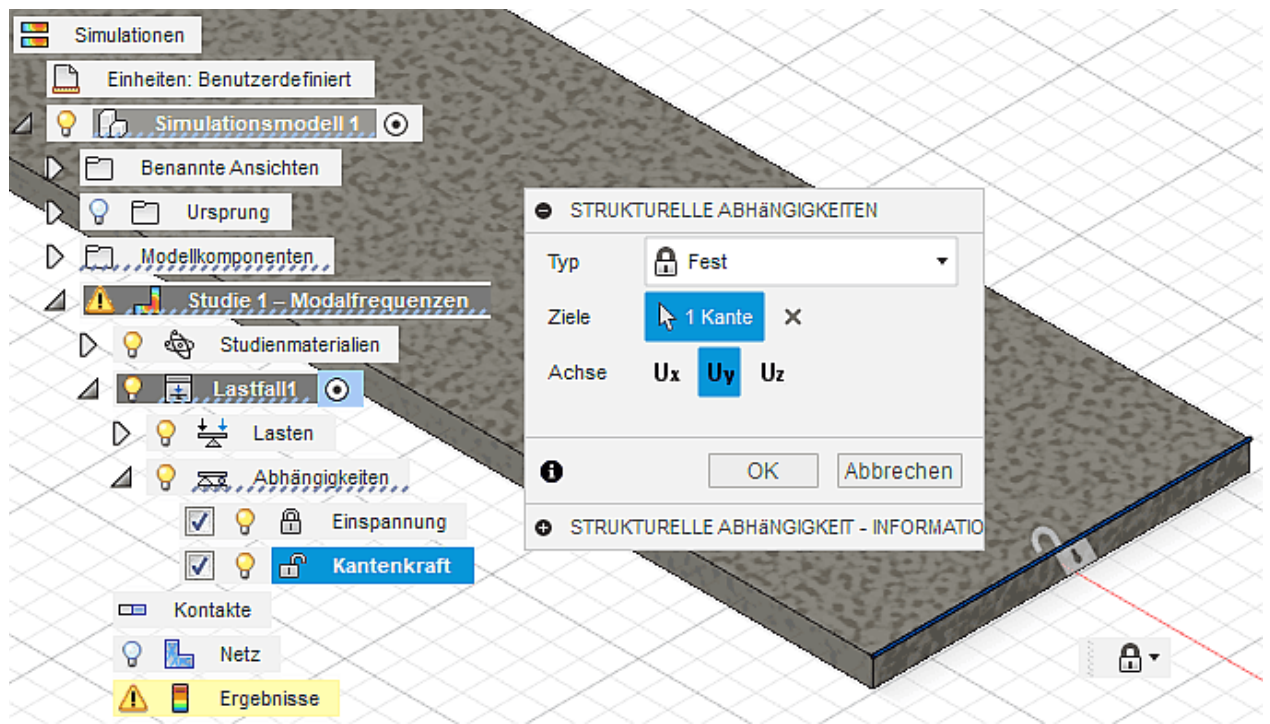 Simulationen
Einheiten: Benutzerdefiniert
Simulationsmodell 1
Benannte Ansichten
Ursprung
Modellkomponenten
Studie 1 – Modalfrequenzen
Studienmaterialien
Lastfall1
Lasten
Abhängigkeiten
Einspannung
Kantenkraft
Kontakte
Netz
Ergebnisse
STRUKTURELLE ABHäNGIGKEITEN
Typ Fest
Ziele 1 Kante
Achse Ux Uy Uz
OK Abbrechen
STRUKTURELLE ABHäNGIGKEIT - INFORMATIO